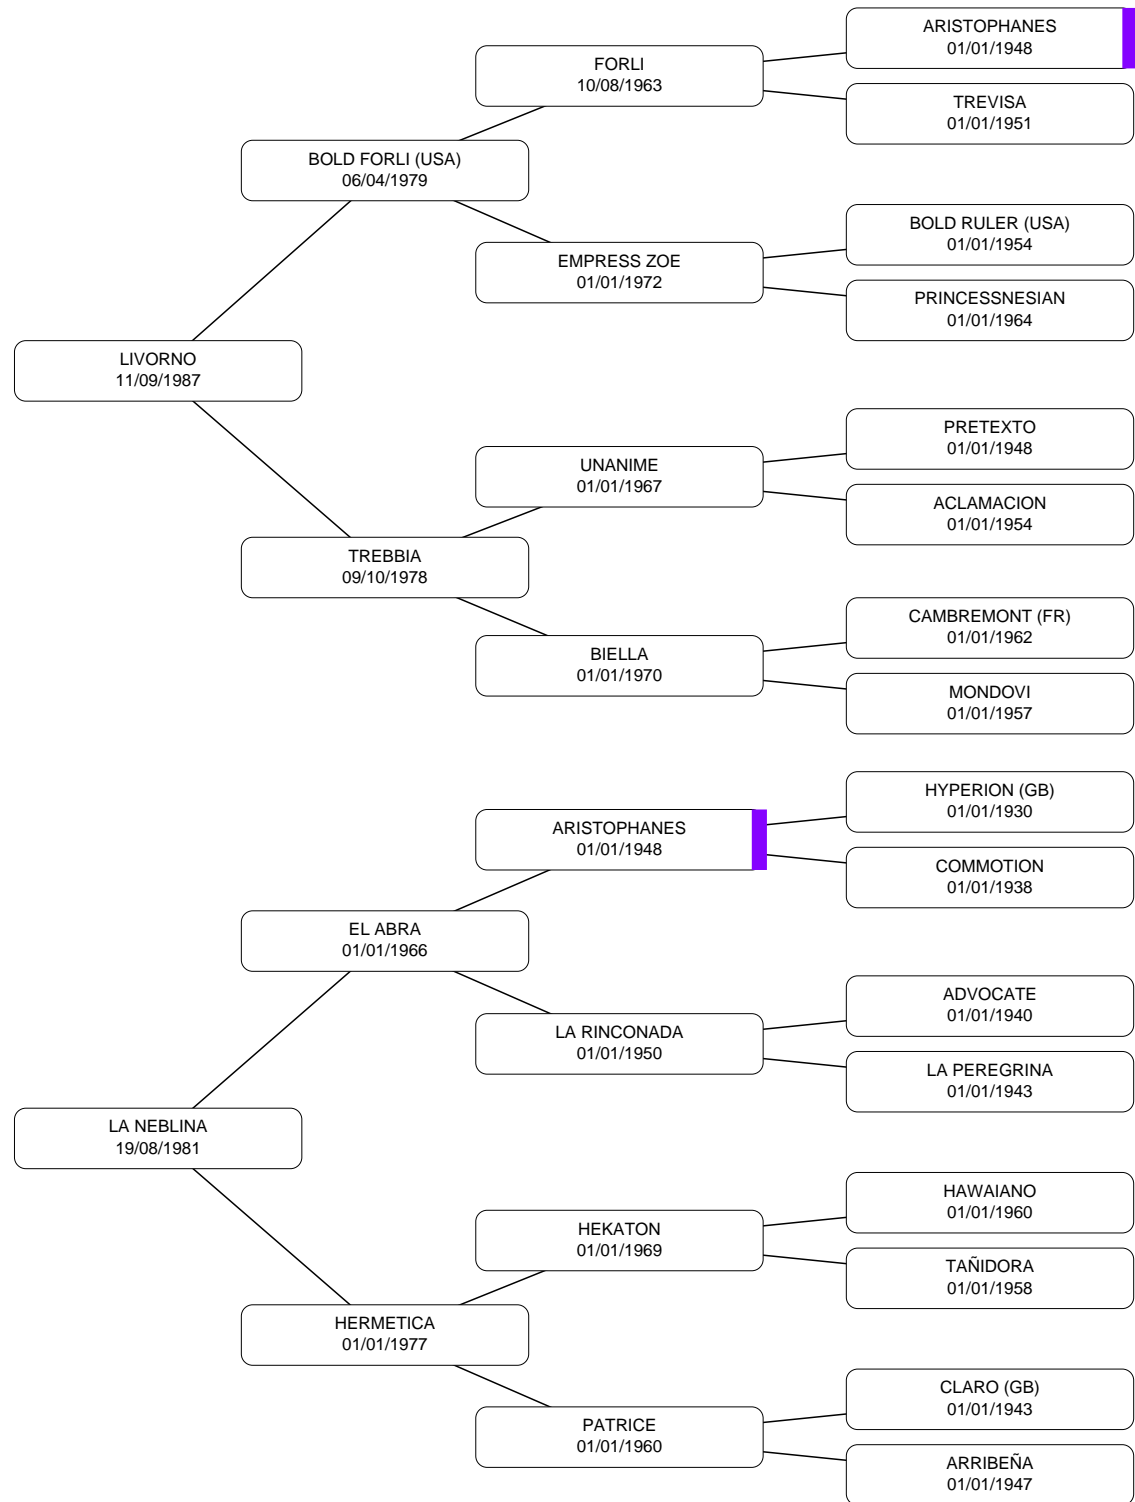 ARISTOPHANES
01/01/1948
FORLI
10/08/1963
TREVISA
01/01/1951
BOLD FORLI (USA)
06/04/1979
BOLD RULER (USA)
01/01/1954
EMPRESS ZOE
01/01/1972
PRINCESSNESIAN
01/01/1964
LIVORNO
11/09/1987
PRETEXTO
01/01/1948
UNANIME
01/01/1967
ACLAMACION
01/01/1954
TREBBIA
09/10/1978
CAMBREMONT (FR)
01/01/1962
BIELLA
01/01/1970
MONDOVI
01/01/1957
HYPERION (GB)
01/01/1930
ARISTOPHANES
01/01/1948
COMMOTION
01/01/1938
EL ABRA
01/01/1966
ADVOCATE
01/01/1940
LA RINCONADA
01/01/1950
LA PEREGRINA
01/01/1943
LA NEBLINA
19/08/1981
HAWAIANO
01/01/1960
HEKATON
01/01/1969
TAÑIDORA
01/01/1958
HERMETICA
01/01/1977
CLARO (GB)
01/01/1943
PATRICE
01/01/1960
ARRIBEÑA
01/01/1947